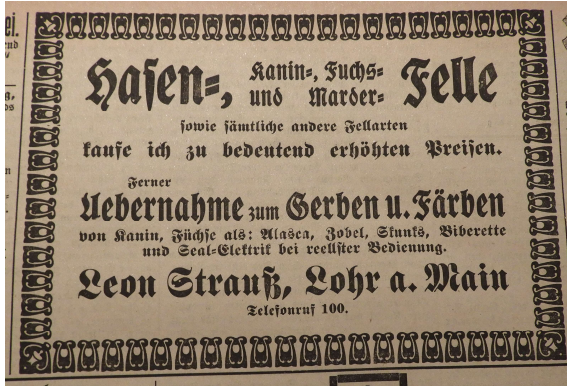 Hasen-, Kanin-, Fuchs- und Marder- Felle
sowie sämtliche andere Fellarten
kaufe ich zu bedeutend erhöhten Preisen.
Ferner
Uebernahme zum Gerben u. Färben
von Kanin, Füchse als: Alasca, Zobel, Skunks, Biberette
und Seal-Elektrik bei reellster Bedienung.
Leon Strauß, Lohr a. Main
Telefonruf 100.